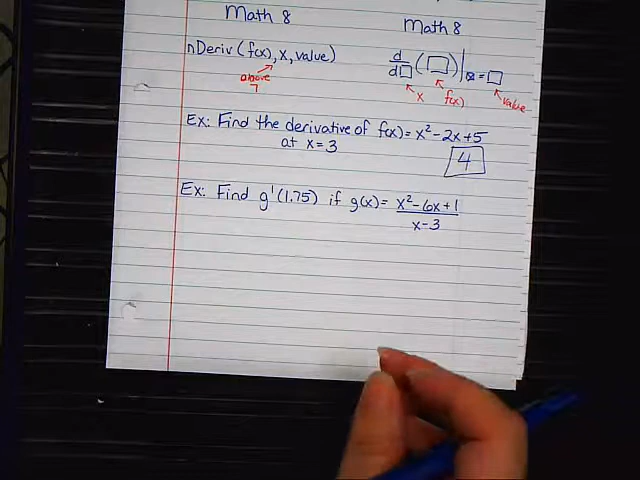 Math 8
nDeriv (f(x), x, value)
above
7
Math 8
d/d□ (□)|□=□
x
f(x)
value
Ex: Find the derivative of f(x) = x² - 2x + 5
at x = 3
4
Ex: Find g'(1.75) if g(x) = x² - 6x + 1
x - 3